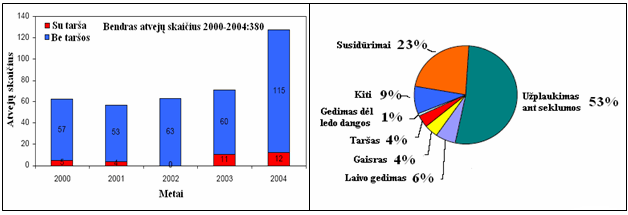 Su tarša
Be taršos
Bendras atvejų skaičius 2000-2004:380
Atvejų skaičius
140
120
100
80
60
40
20
0
57
53
63
0
60
11
115
12
2000
2001
2002
2003
2004
Metai
Susidūrimai 23%
Kiti 9%
Gedimas dėl
ledo dangos 1%
Taršas 4%
Gaisras 4%
Laivo gedimas 6%
Užplaukimas
ant seklumos 53%